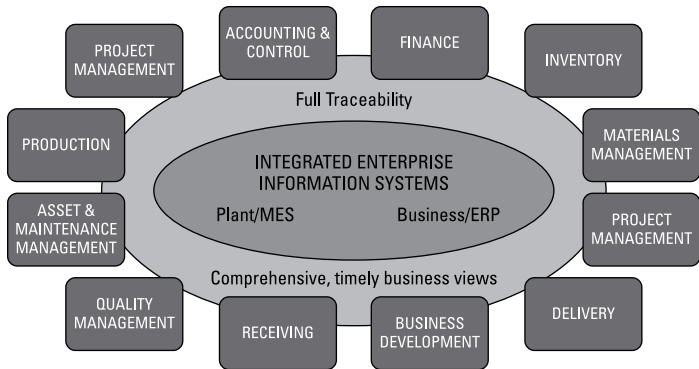 PROJECT
MANAGEMENT
ACCOUNTING &
CONTROL
FINANCE
INVENTORY
Full Traceability
PRODUCTION
MATERIALS
MANAGEMENT
INTEGRATED ENTERPRISE
INFORMATION SYSTEMS
Plant/MES
Business/ERP
ASSET &
MAINTENANCE
MANAGEMENT
PROJECT
MANAGEMENT
Comprehensive, timely business views
QUALITY
MANAGEMENT
RECEIVING
BUSINESS
DEVELOPMENT
DELIVERY